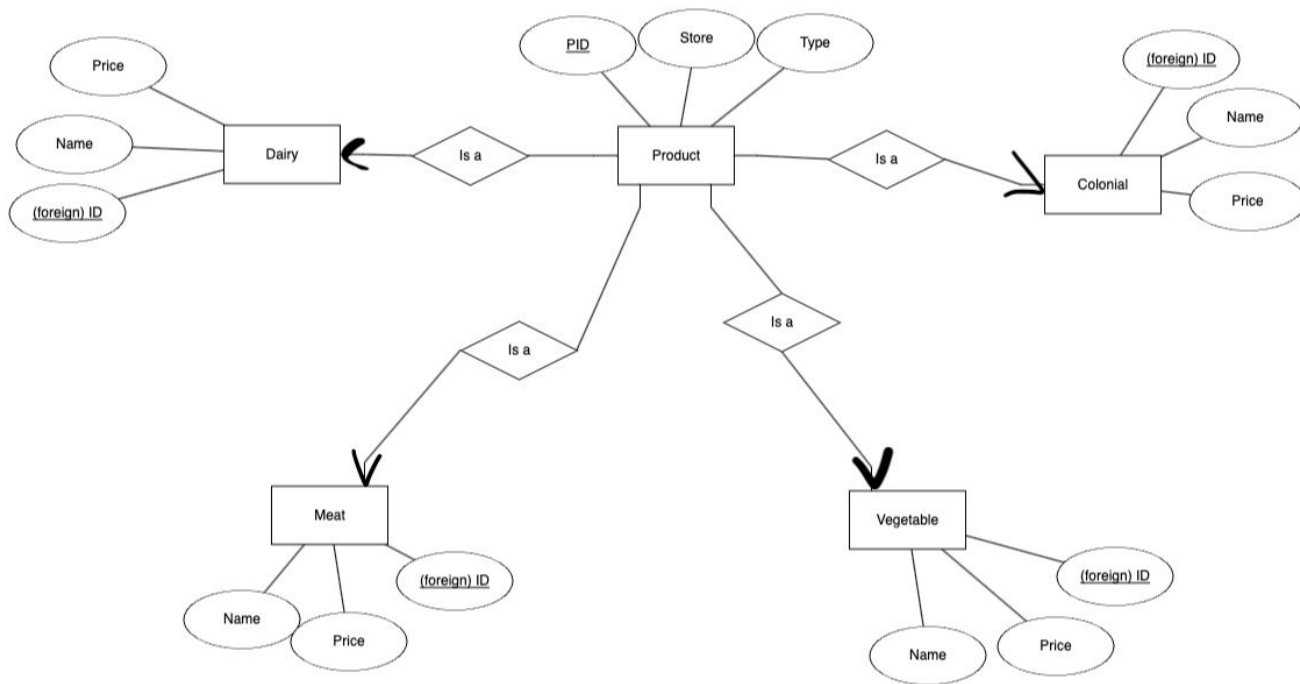 PID
Store
Type
Price
Name
(foreign) ID
Dairy
Is a
Product
Is a
Colonial
(foreign) ID
Name
Price
Is a
Is a
Meat
Name
Price
(foreign) ID
Vegetable
(foreign) ID
Name
Price